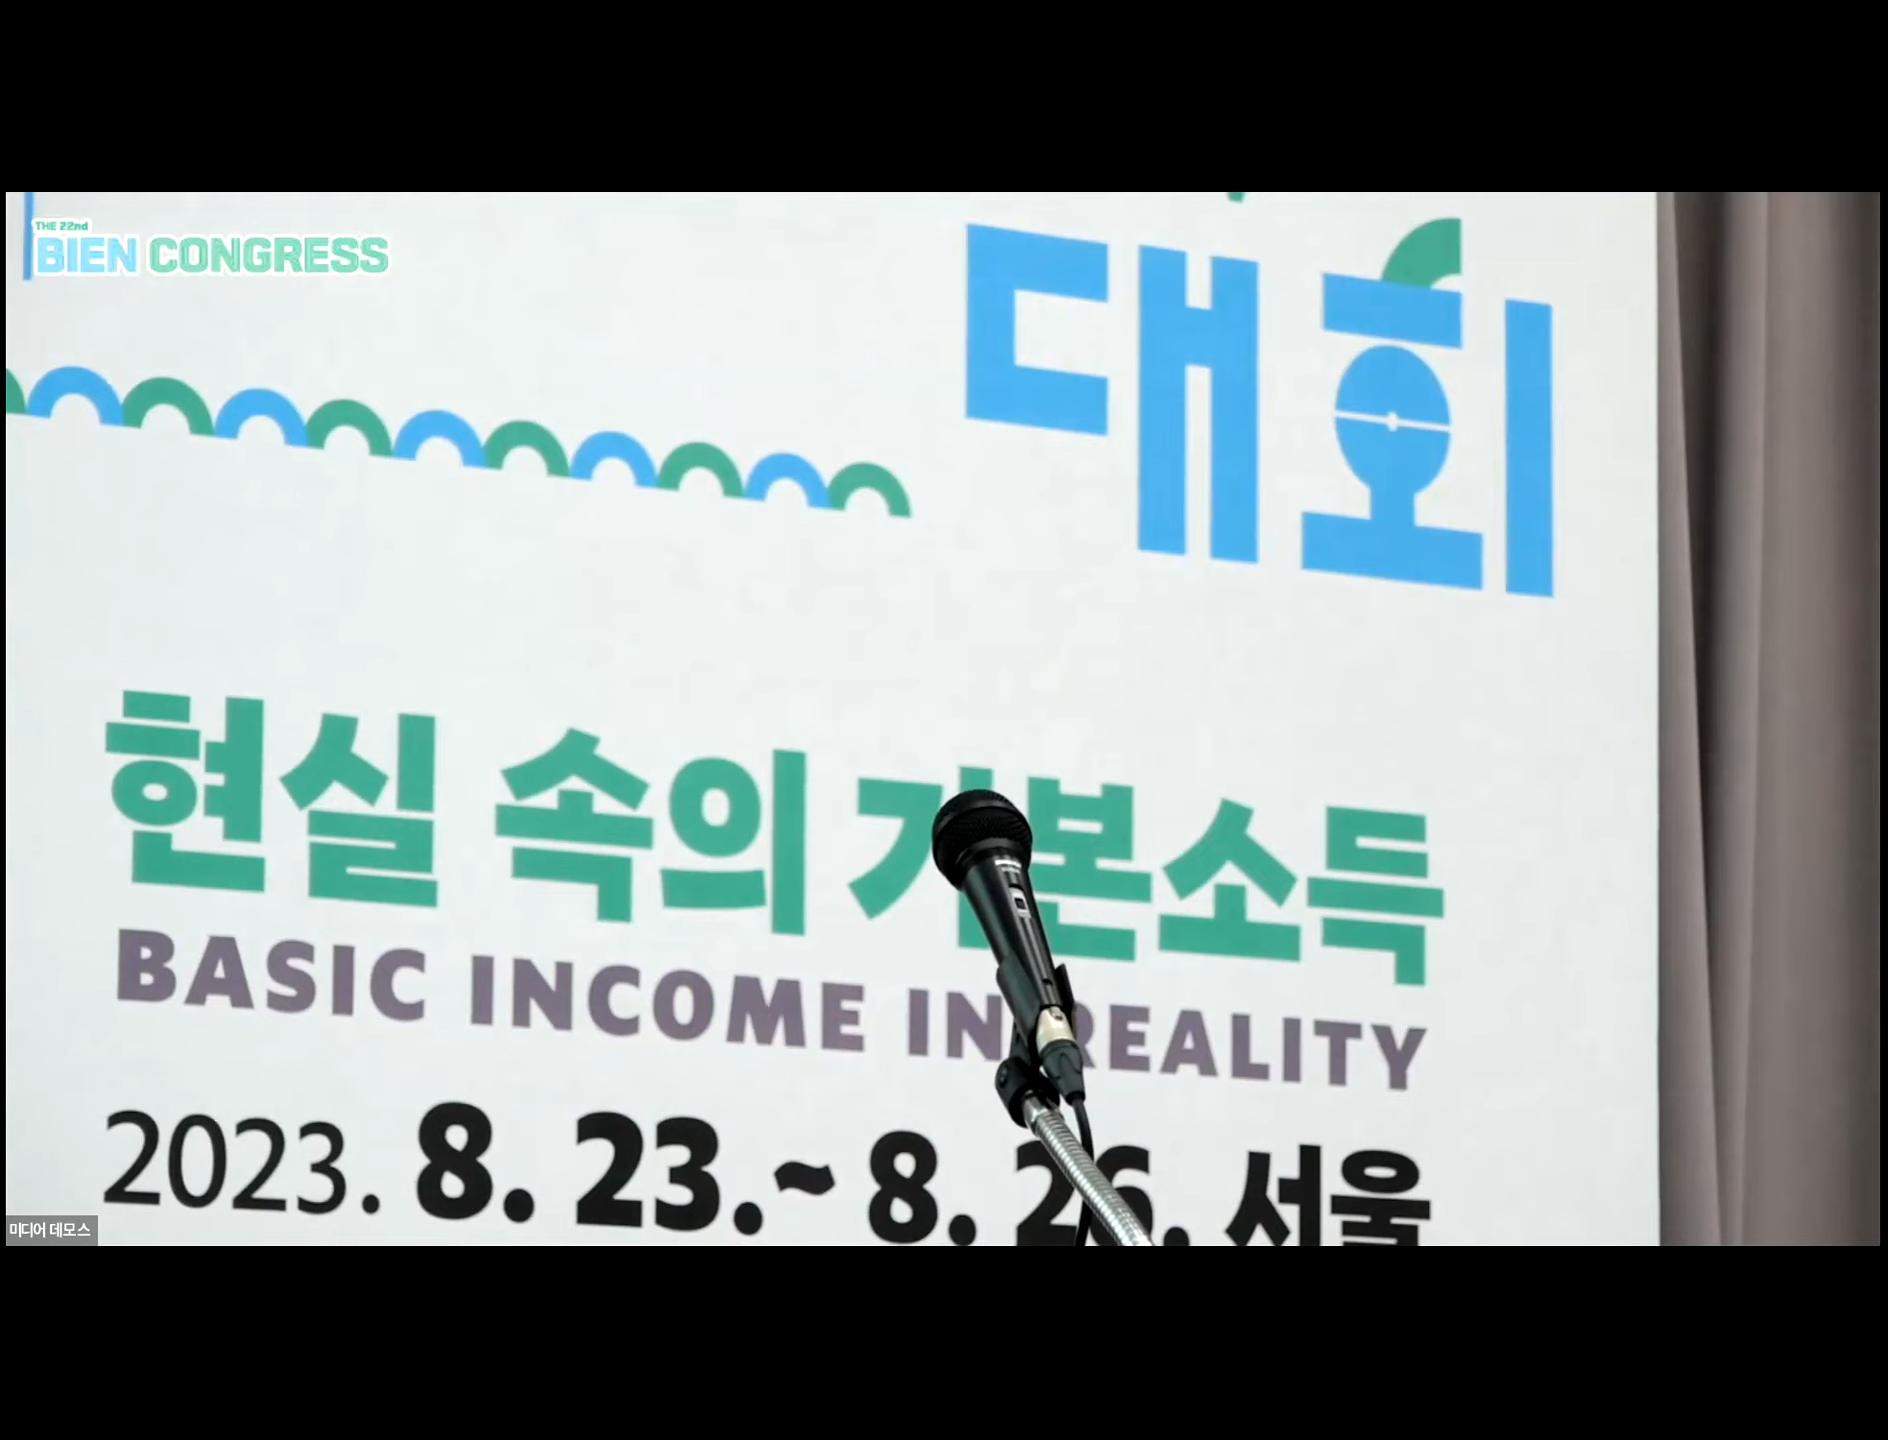 THE 22nd
BIEN CONGRESS
대회
현실 속의 기본소득
BASIC INCOME IN REALITY
2023. 8. 23.~ 8. 26. 서울
미디어 데모스